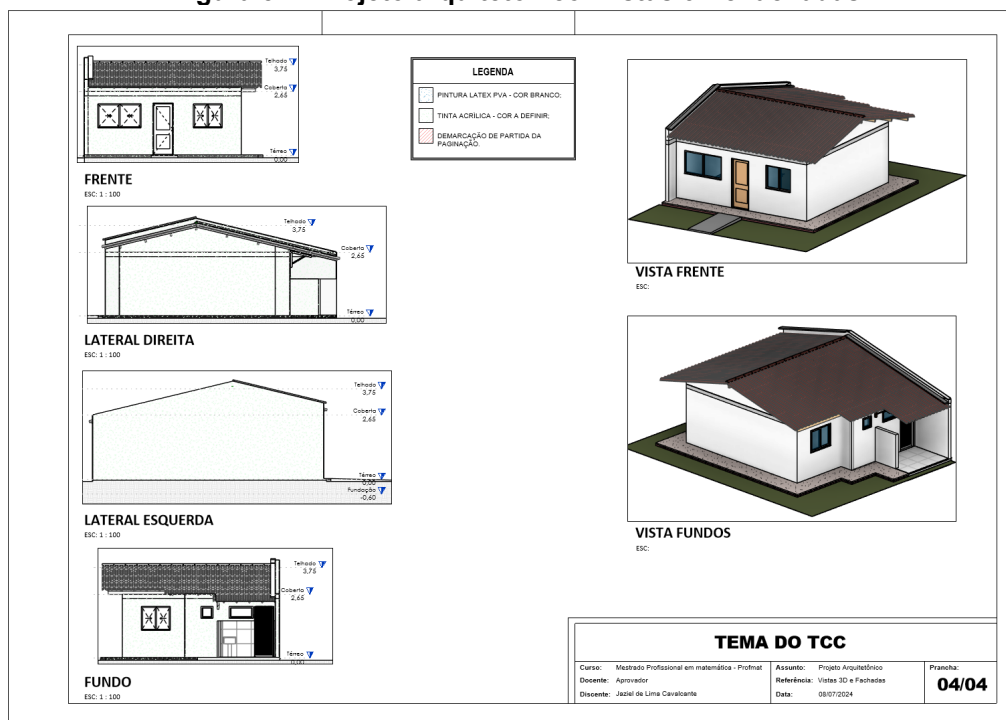 FRENTE
ESC: 1 : 100
Telhado
3,75
Coberta
2,65
Térreo
0,00
LATERAL DIREITA
ESC: 1 : 100
Telhado
3,75
Coberta
2,65
Térreo
0,00
LATERAL ESQUERDA
ESC: 1 : 100
Telhado
3,75
Coberta
2,65
Térreo
0,00
Fundação
-0,60
FUNDO
ESC: 1 : 100
Telhado
3,75
Coberta
2,65
Térreo
0,00
LEGENDA
PINTURA LATEX PVA - COR BRANCO;
TINTA ACRÍLICA - COR A DEFINIR;
DEMARCAÇÃO DE PARTIDA DA
PAGINAÇÃO.
VISTA FRENTE
ESC:
VISTA FUNDOS
ESC:
TEMA DO TCC
Curso: Mestrado Profissional em matemática - Profmat
Docente: Aprovador
Discente: Jaziel de Lima Cavalcante
Assunto: Projeto Arquitetônico
Referência: Vistas 3D e Fachadas
Data: 08/07/2024
Prancha:
04/04